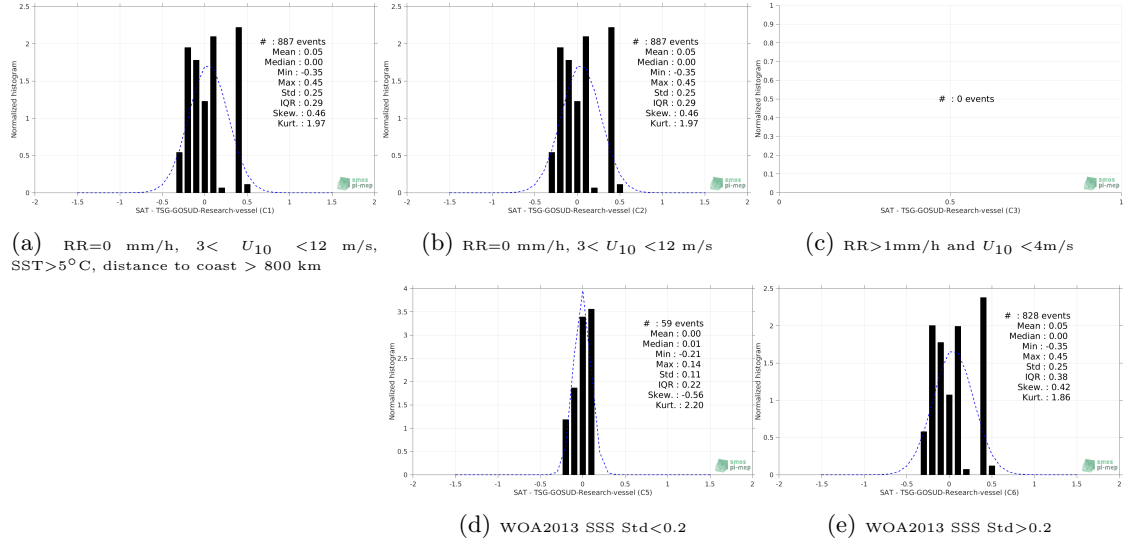 2.5
2
1.5
1
0.5
0
Normalized histogram
# : 887 events
Mean : 0.05
Median : 0.00
Min : -0.35
Max : 0.45
Std : 0.25
IQR : 0.29
Skew. : 0.46
Kurt. : 1.97
smos
pi-mep
-2 -1.5 -1 -0.5 0 0.5 1 1.5 2
SAT - TSG-GOSUD-Research-vessel (C1)
(a) RR=0 mm/h, 3< U10 <12 m/s,
SST>5°C, distance to coast > 800 km
2.5
2
1.5
1
0.5
0
Normalized histogram
# : 887 events
Mean : 0.05
Median : 0.00
Min : -0.35
Max : 0.45
Std : 0.25
IQR : 0.29
Skew. : 0.46
Kurt. : 1.97
smos
pi-mep
-2 -1.5 -1 -0.5 0 0.5 1 1.5 2
SAT - TSG-GOSUD-Research-vessel (C2)
(b) RR=0 mm/h, 3< U10 <12 m/s
1
0.9
0.8
0.7
0.6
0.5
0.4
0.3
0.2
0.1
0
Normalized histogram
# : 0 events
smos
pi-mep
0 0.5 1
SAT - TSG-GOSUD-Research-vessel (C3)
(c) RR>1mm/h and U10 <4m/s
4
3.5
3
2.5
2
1.5
1
0.5
0
Normalized histogram
# : 59 events
Mean : 0.00
Median : 0.01
Min : -0.21
Max : 0.14
Std : 0.11
IQR : 0.22
Skew. : -0.56
Kurt. : 2.20
smos
pi-mep
-2 -1.5 -1 -0.5 0 0.5 1 1.5 2
SAT - TSG-GOSUD-Research-vessel (C5)
(d) WOA2013 SSS Std<0.2
2.5
2
1.5
1
0.5
0
Normalized histogram
# : 828 events
Mean : 0.05
Median : 0.00
Min : -0.35
Max : 0.45
Std : 0.25
IQR : 0.38
Skew. : 0.42
Kurt. : 1.86
smos
pi-mep
-2 -1.5 -1 -0.5 0 0.5 1 1.5 2
SAT - TSG-GOSUD-Research-vessel (C6)
(e) WOA2013 SSS Std>0.2